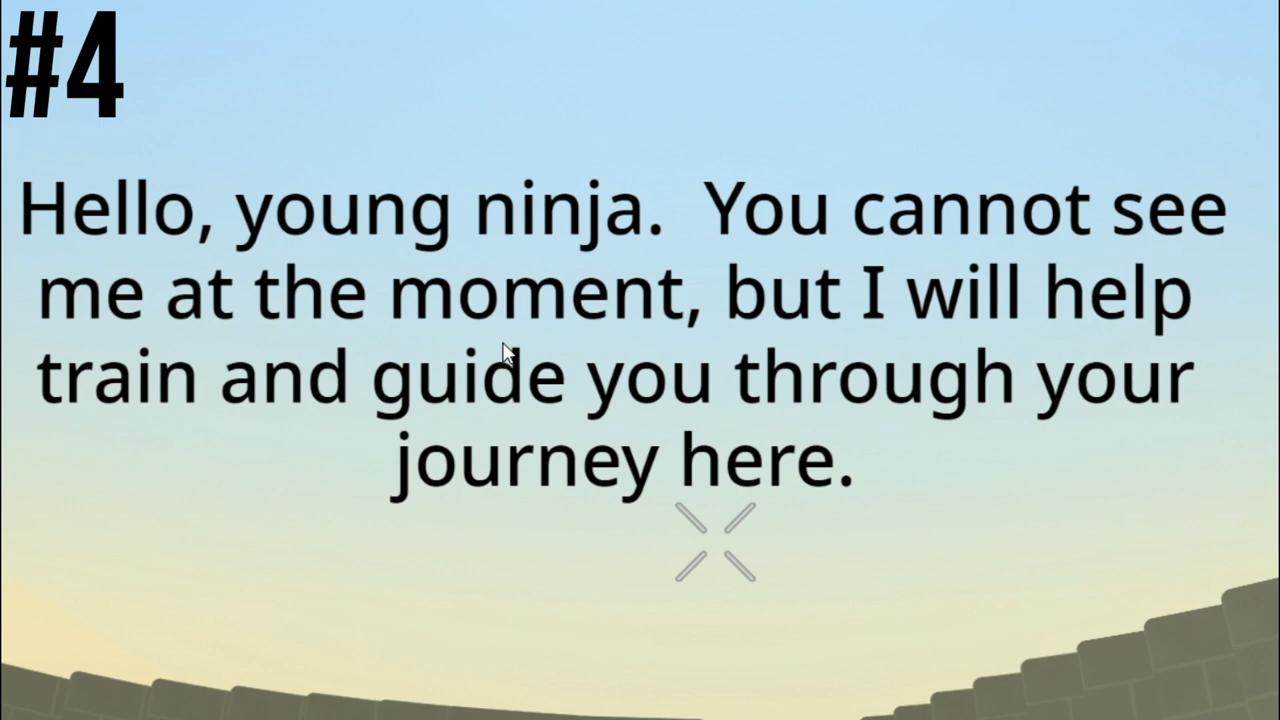 #4
Hello, young ninja.  You cannot see
me at the moment, but I will help
train and guide you through your
journey here.